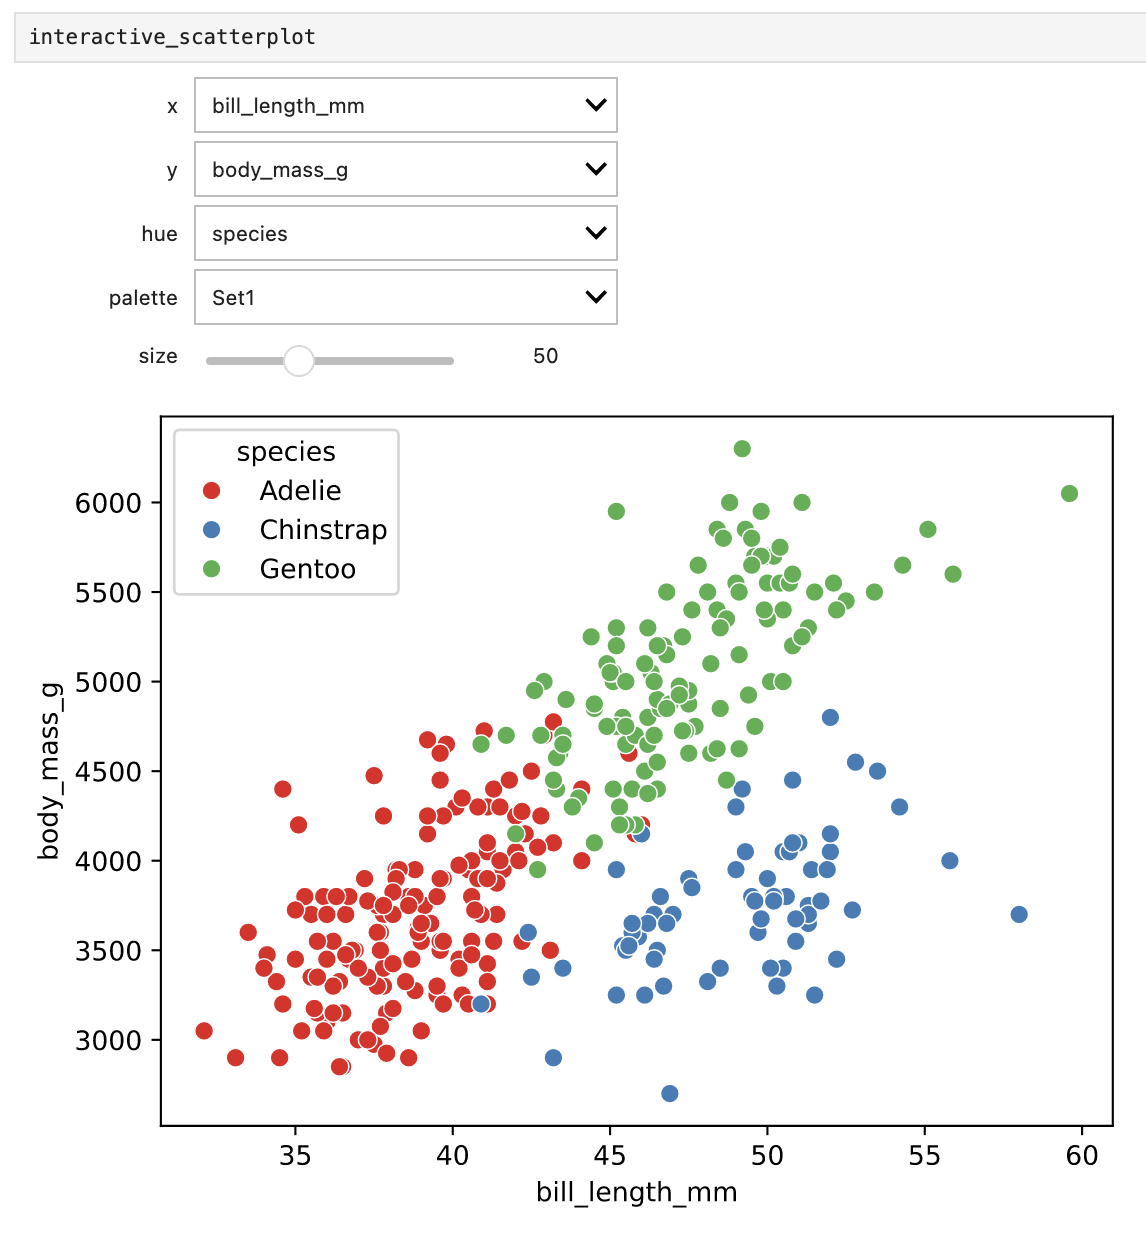 interactive_scatterplot
x bill_length_mm
y body_mass_g
hue species
palette Set1
size 50
species
Adelie
Chinstrap
Gentoo
6000
5500
5000
4500
4000
3500
3000
body_mass_g
35 40 45 50 55 60
bill_length_mm